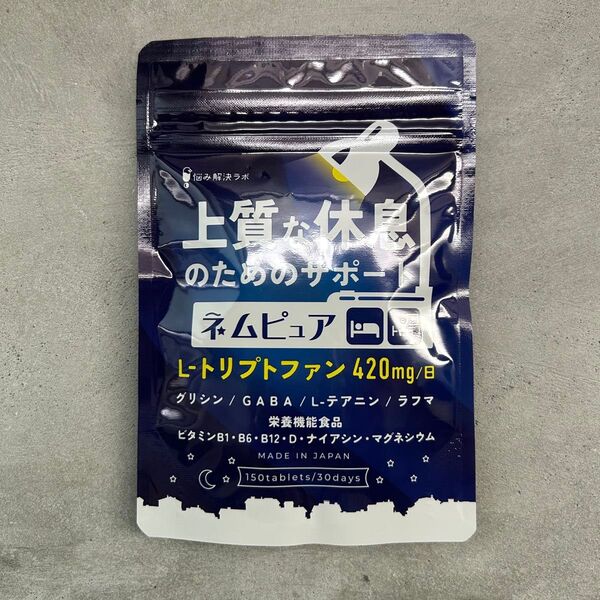 悩み解決ラボ
上質な休息
のためのサポート
ネムピュア
L-トリプトファン 420mg/日
グリシン / GABA / L-テアニン / ラフマ
栄養機能食品
ビタミンB1・B6・B12・D・ナイアシン・マグネシウム
MADE IN JAPAN
150tablets/30days